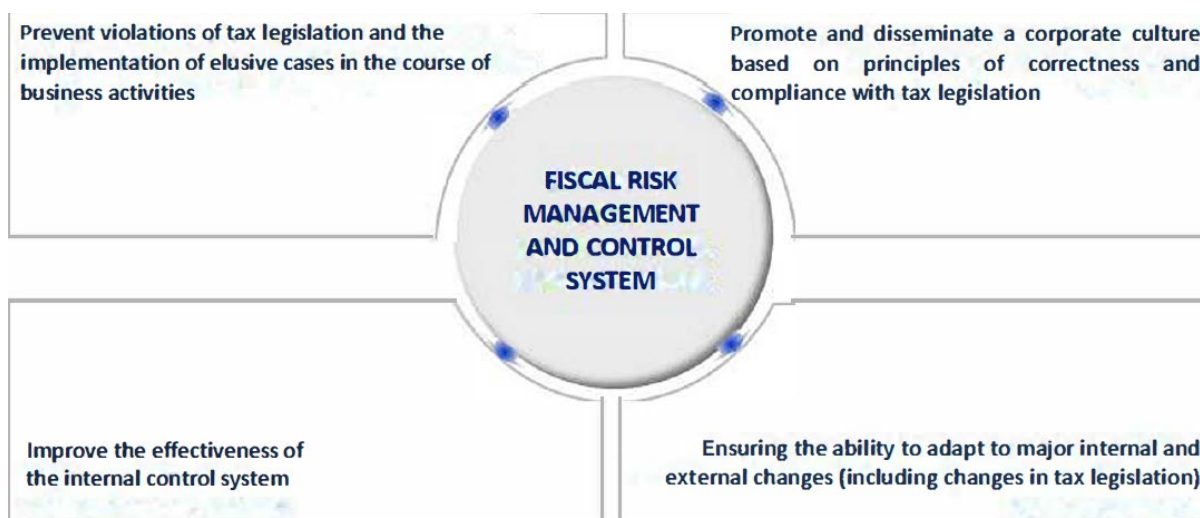 Prevent violations of tax legislation and the
implementation of elusive cases in the course of
business activities
Promote and disseminate a corporate culture
based on principles of correctness and
compliance with tax legislation
FISCAL RISK
MANAGEMENT
AND CONTROL
SYSTEM
Improve the effectiveness of
the internal control system
Ensuring the ability to adapt to major internal and
external changes (including changes in tax legislation)